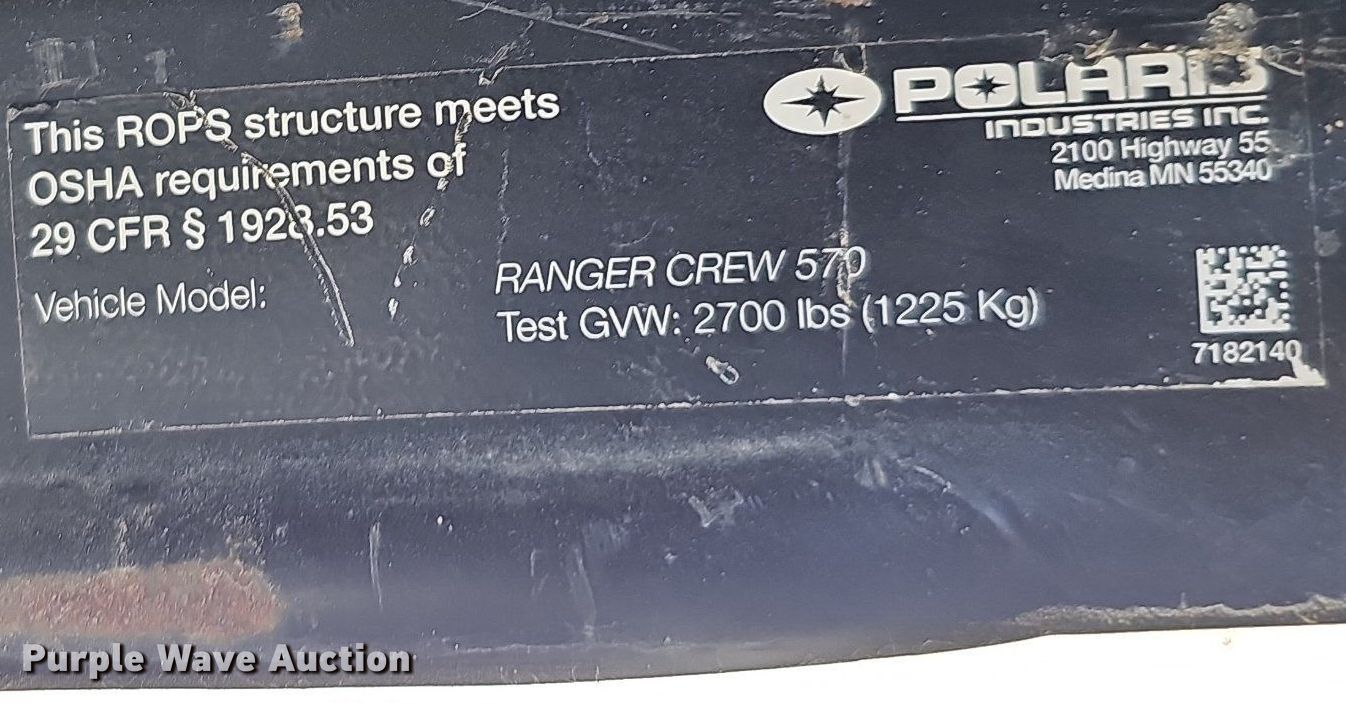 This ROPS structure meets
OSHA requirements of
29 CFR § 1928.53
Vehicle Model:
RANGER CREW 570
Test GVW: 2700 lbs (1225 Kg)
POLARIS
INDUSTRIES INC.
2100 Highway 55
Medina MN 55340
7182140
Purple Wave Auction